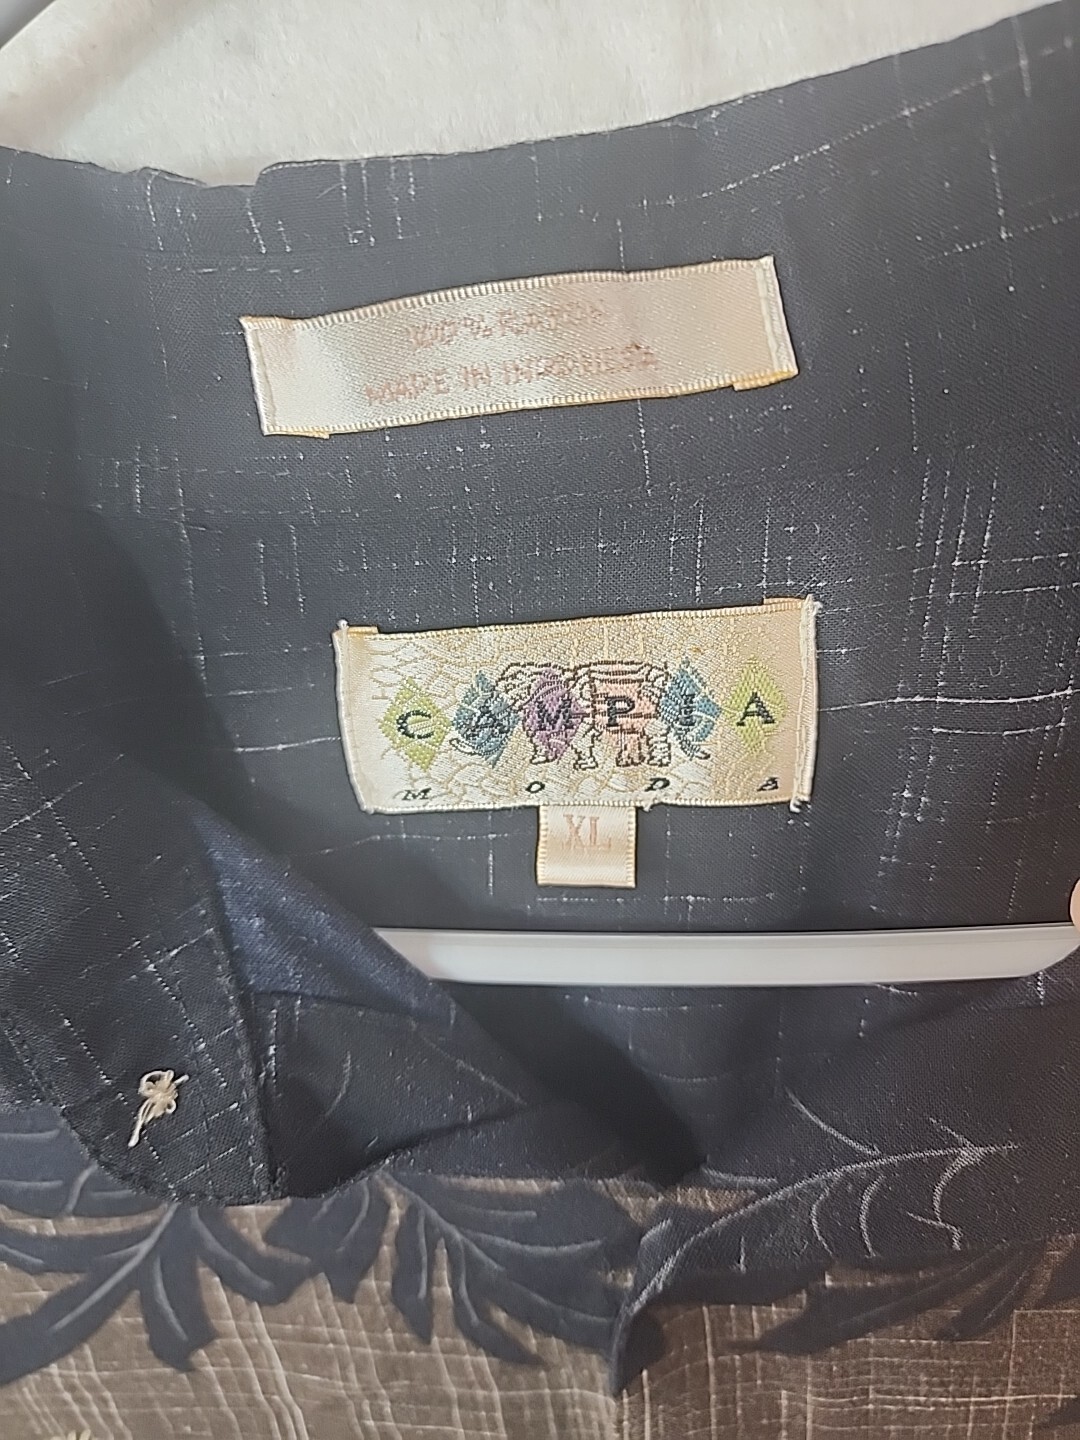 100% RAYON
MADE IN INDONESIA
CAMPIA
MODA
XL